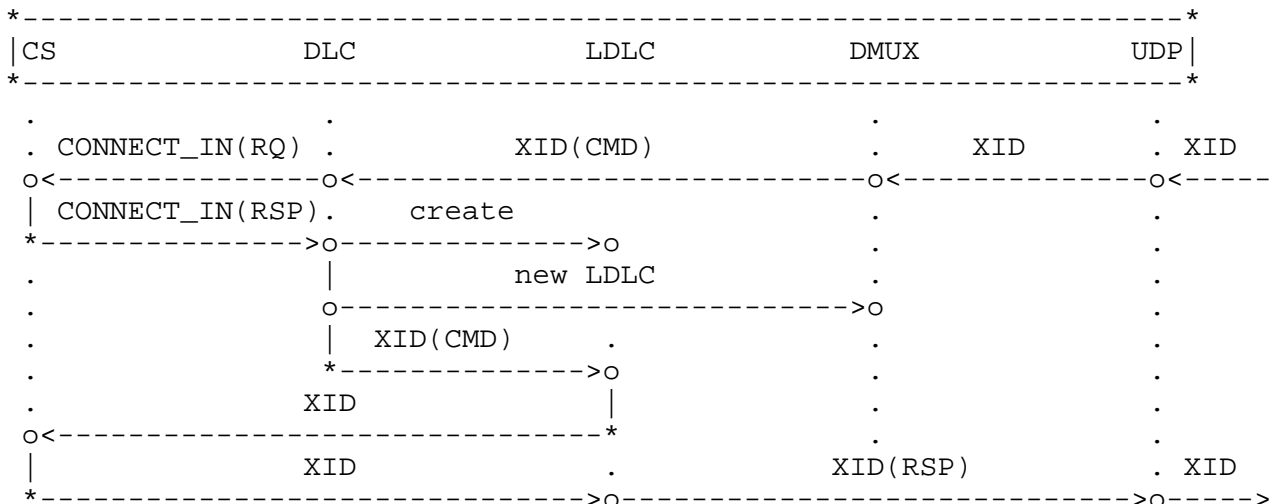 CS DLC LDLC DMUX UDP
CONNECT_IN(RQ) XID(CMD) XID XID
CONNECT_IN(RSP) create
new LDLC
XID(CMD)
XID
XID XID(RSP) XID